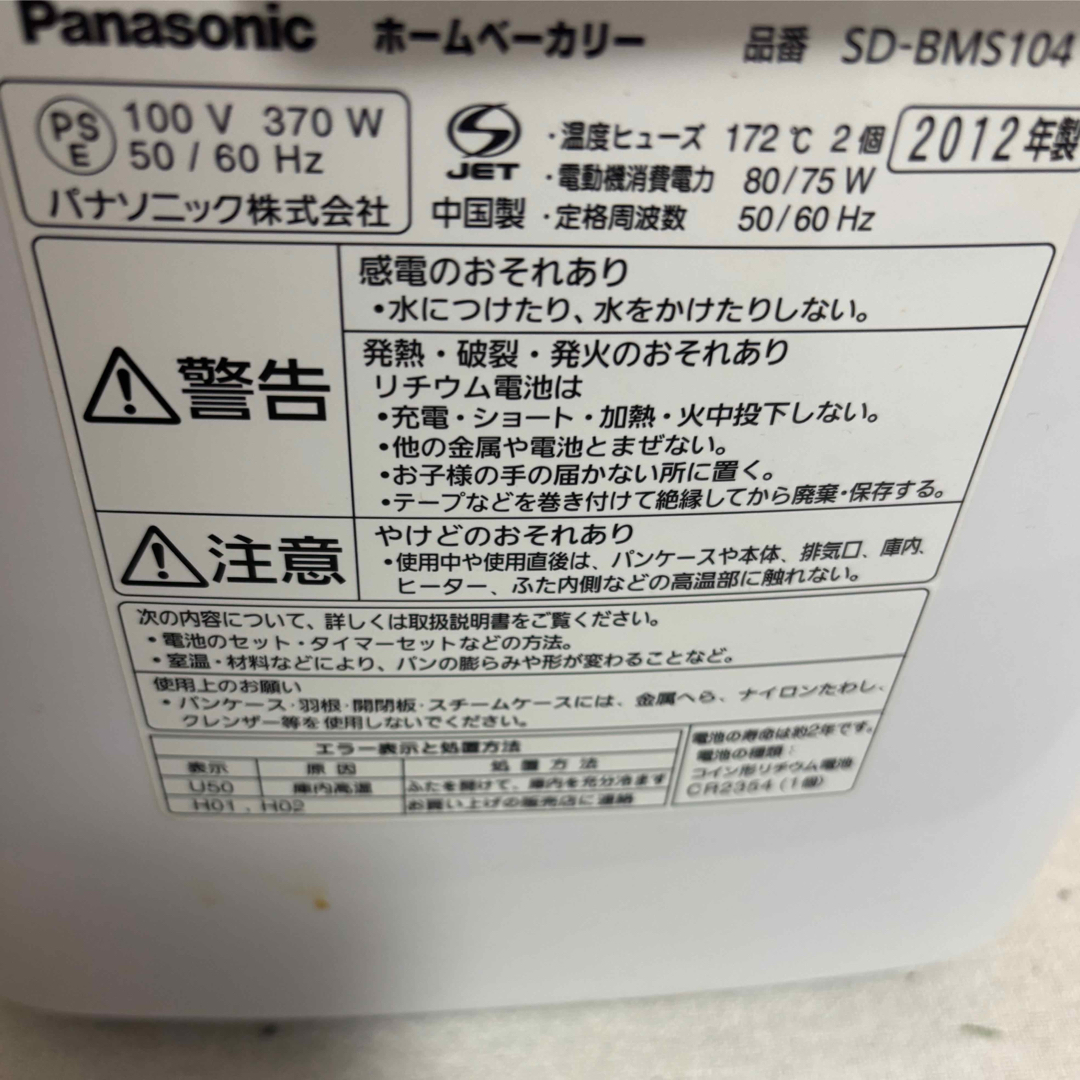 Panasonic ホームベーカリー 品番 SD-BMS104
PS E 100 V 370 W
50 / 60 Hz
パナソニック株式会社
JET
中国製
・温度ヒューズ 172℃ 2個
・電動機消費電力 80/75 W
・定格周波数 50/60 Hz
2012年製
警告
感電のおそれあり
•水につけたり、水をかけたりしない。
発熱・破裂・発火のおそれあり
リチウム電池は
•充電・ショート・加熱・火中投下しない。
•他の金属や電池とまぜない。
•お子様の手の届かない所に置く。
•テープなどを巻き付けて絶縁してから廃棄・保存する。
注意
やけどのおそれあり
•使用中や使用直後は、パンケースや本体、排気口、庫内、
ヒーター、ふた内側などの高温部に触れない。
次の内容について、詳しくは取扱説明書をご覧ください。
・電池のセット・タイマーセットなどの方法。
・室温・材料などにより、パンの膨らみや形が変わることなど。
使用上のお願い
・パンケース・羽根・開閉板・スチームケースには、金属へら、ナイロンたわし、
クレンザー等を使用しないでください。
エラー表示と処置方法
表示 原因 処置方法
U50 庫内高温 ふたを開けて、庫内を充分冷ます
H01 , H02 お買い上げの販売店に連絡
電池の寿命は約2年です。
電池の種類：
コイン形リチウム電池
CR2354 (1個)